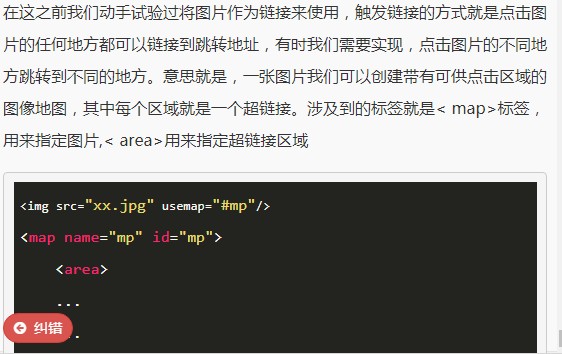 在这之前我们动手试验过将图片作为链接来使用，触发链接的方式就是点击图
片的任何地方都可以链接到跳转地址，有时我们需要实现，点击图片的不同地
方跳转到不同的地方。意思就是，一张图片我们可以创建带有可供点击区域的
图像地图，其中每个区域就是一个超链接。涉及到的标签就是< map>标签，
用来指定图片,< area>用来指定超链接区域
<img src="xx.jpg" usemap="#mp"/>
<map name="mp" id="mp">
<area>
...
纠错